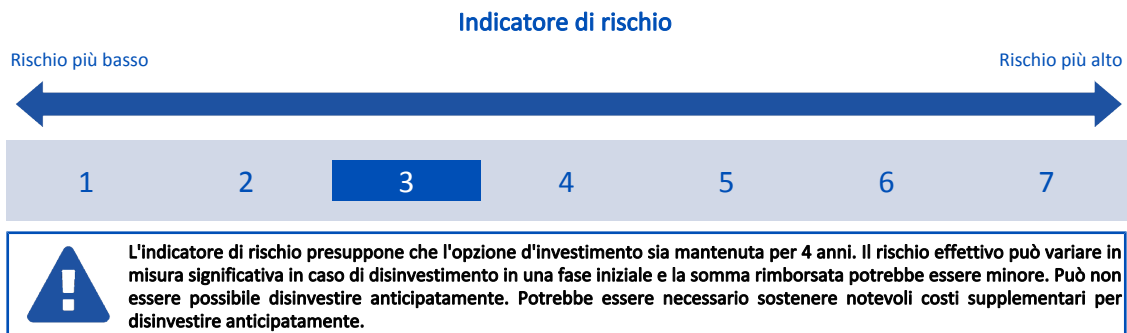 Indicatore di rischio
Rischio più basso Rischio più alto
1 2 3 4 5 6 7
L'indicatore di rischio presuppone che l'opzione d'investimento sia mantenuta per 4 anni. Il rischio effettivo può variare in
misura significativa in caso di disinvestimento in una fase iniziale e la somma rimborsata potrebbe essere minore. Può non
essere possibile disinvestire anticipatamente. Potrebbe essere necessario sostenere notevoli costi supplementari per
disinvestire anticipatamente.